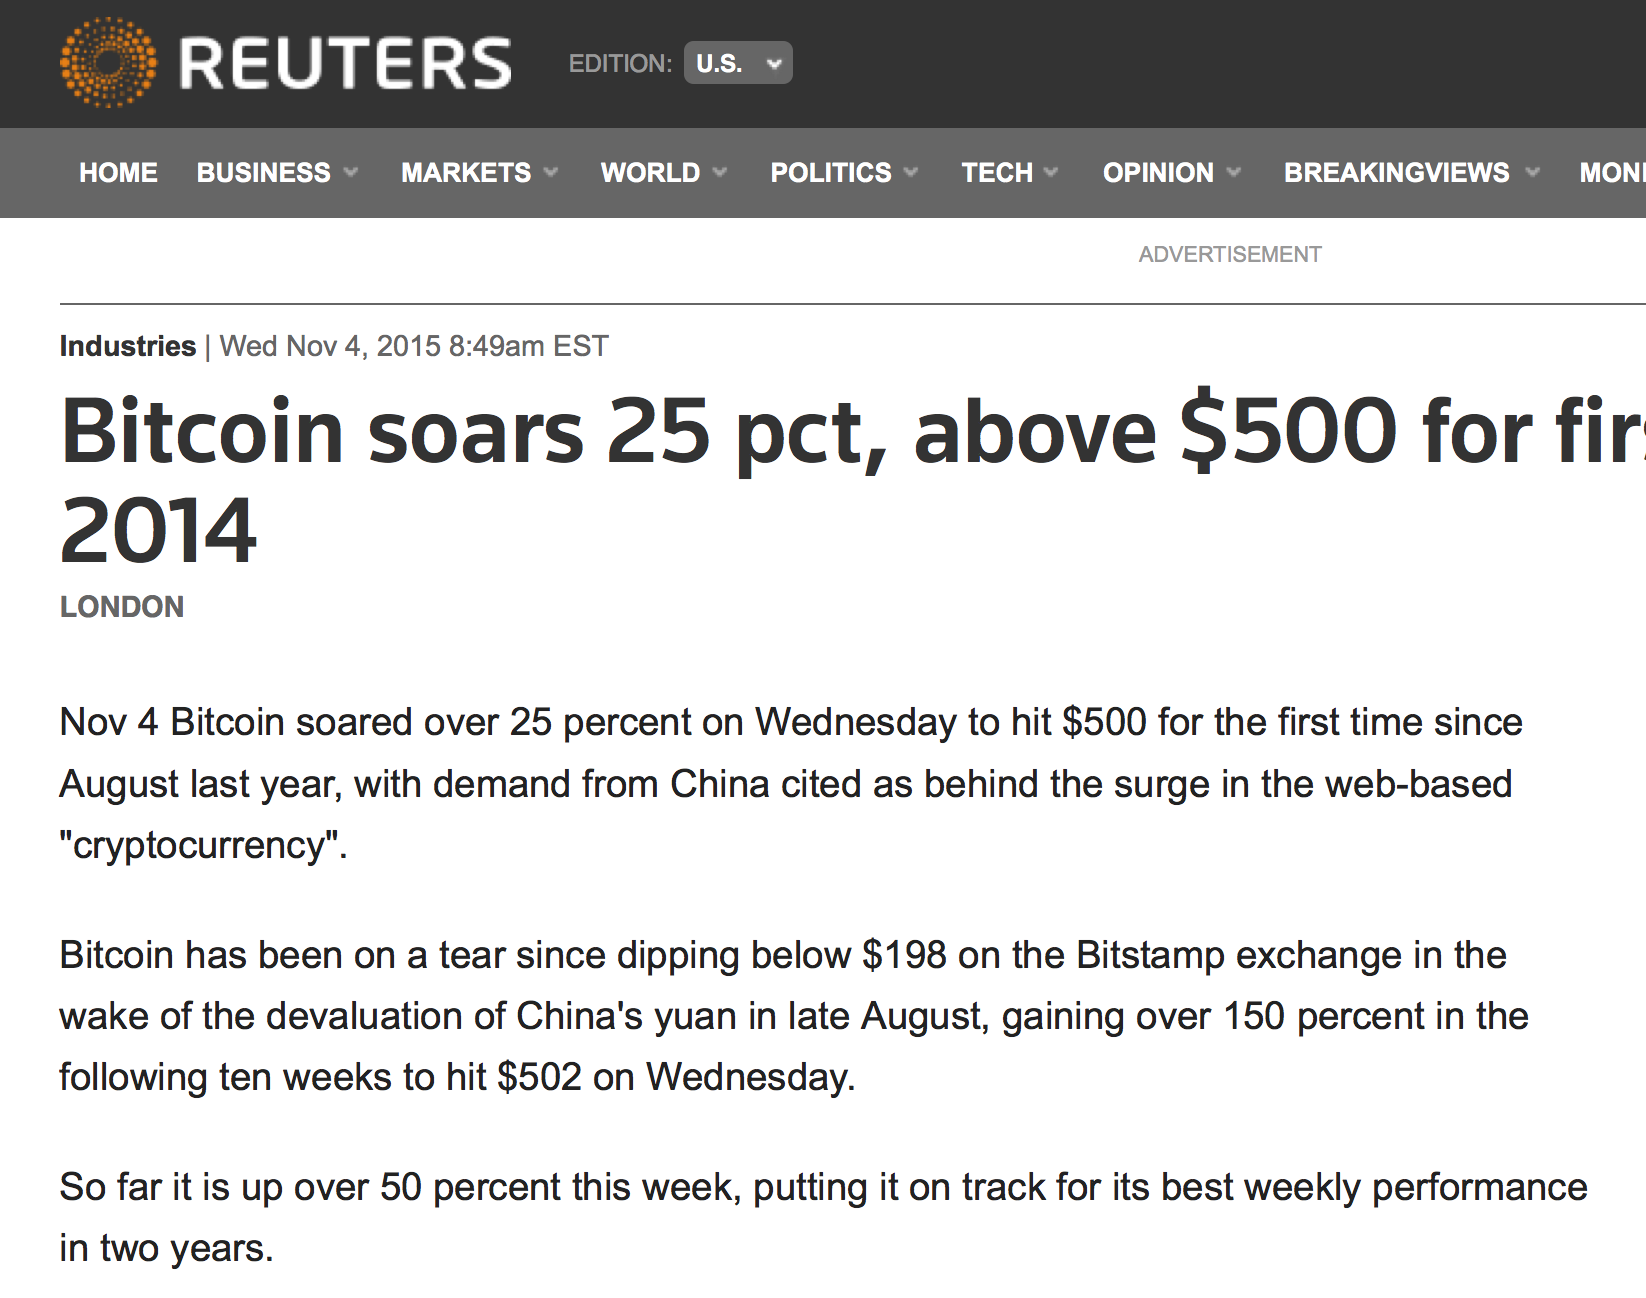 REUTERS EDITION: U.S.
HOME BUSINESS MARKETS WORLD POLITICS TECH OPINION BREAKINGVIEWS
ADVERTISEMENT
Industries | Wed Nov 4, 2015 8:49am EST
Bitcoin soars 25 pct, above $500 for
2014
LONDON
Nov 4 Bitcoin soared over 25 percent on Wednesday to hit $500 for the first time since
August last year, with demand from China cited as behind the surge in the web-based
"cryptocurrency".
Bitcoin has been on a tear since dipping below $198 on the Bitstamp exchange in the
wake of the devaluation of China's yuan in late August, gaining over 150 percent in the
following ten weeks to hit $502 on Wednesday.
So far it is up over 50 percent this week, putting it on track for its best weekly performance
in two years.